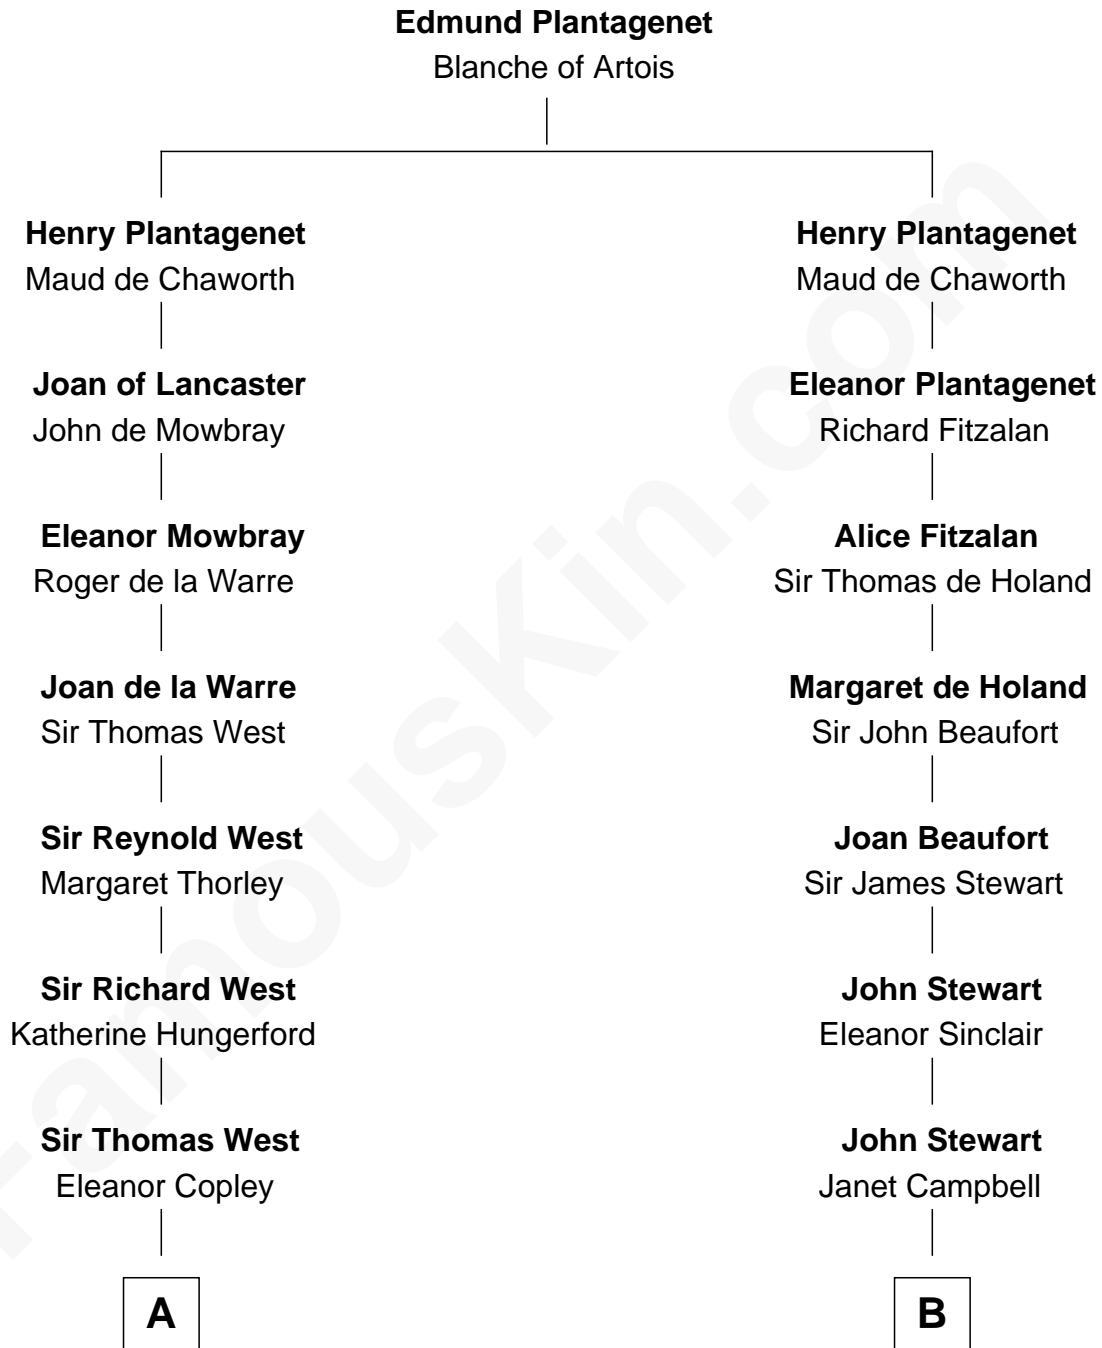 Edmund Plantagenet
Blanche of Artois
Henry Plantagenet
Maud de Chaworth
Joan of Lancaster
John de Mowbray
Eleanor Mowbray
Roger de la Warre
Joan de la Warre
Sir Thomas West
Sir Reynold West
Margaret Thorley
Sir Richard West
Katherine Hungerford
Sir Thomas West
Eleanor Copley
A
Henry Plantagenet
Maud de Chaworth
Eleanor Plantagenet
Richard Fitzalan
Alice Fitzalan
Sir Thomas de Holand
Margaret de Holand
Sir John Beaufort
Joan Beaufort
Sir James Stewart
John Stewart
Eleanor Sinclair
John Stewart
Janet Campbell
B
FamousKin.com